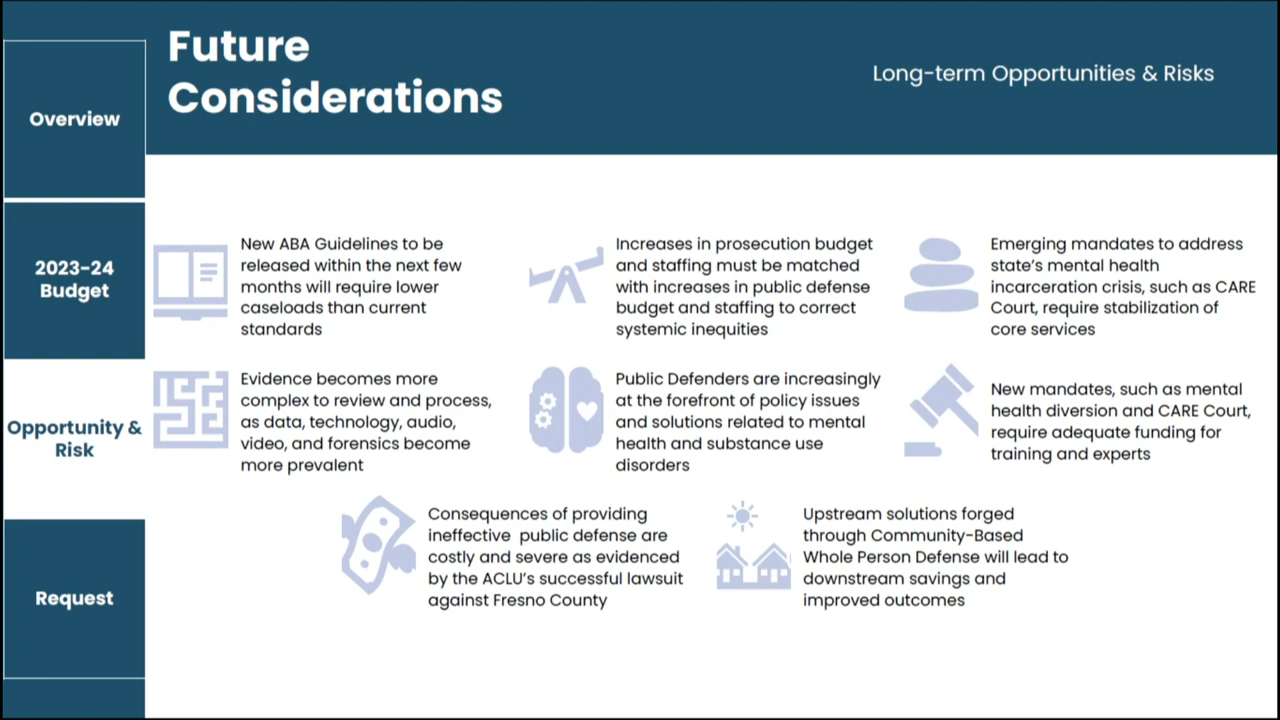 Future
Considerations
Long-term Opportunities & Risks
Overview
2023-24
Budget
Opportunity &
Risk
Request
New ABA Guidelines to be
released within the next few
months will require lower
caseloads than current
standards
Increases in prosecution budget
and staffing must be matched
with increases in public defense
budget and staffing to correct
systemic inequities
Emerging mandates to address
state's mental health
incarceration crisis, such as CARE
Court, require stabilization of
core services
Evidence becomes more
complex to review and process,
as data, technology, audio,
video, and forensics become
more prevalent
Public Defenders are increasingly
at the forefront of policy issues
and solutions related to mental
health and substance use
disorders
New mandates, such as mental
health diversion and CARE Court,
require adequate funding for
training and experts
Consequences of providing
ineffective public defense are
costly and severe as evidenced
by the ACLU's successful lawsuit
against Fresno County
Upstream solutions forged
through Community-Based
Whole Person Defense will lead to
downstream savings and
improved outcomes